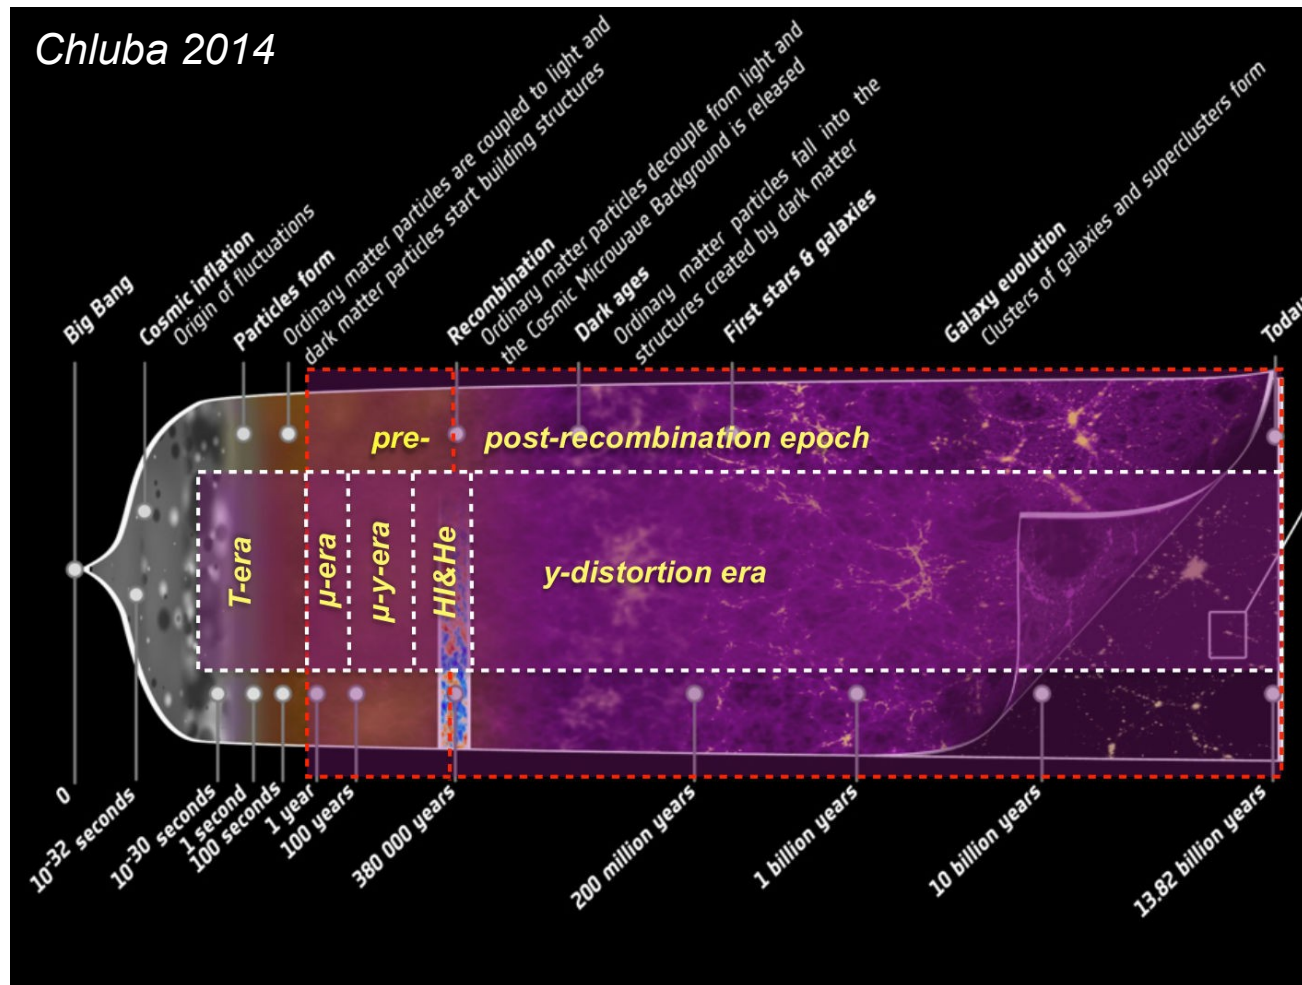 Chluba 2014
Big Bang
Cosmic inflation
Origin of fluctuations
Particles form
Ordinary matter particles are coupled to light and
dark matter particles start building structures
Recombination
Ordinary matter particles decouple from light and
the Cosmic Microwave Background is released
Dark ages
Ordinary matter particles fall into the
structures created by dark matter
First stars & galaxies
Galaxy evolution
Clusters of galaxies and superclusters form
Today
pre-
post-recombination epoch
T-era
μ-era
μ-y-era
HI&He
y-distortion era
0
10-32 seconds
10-30 seconds
1 second
100 seconds
1 year
100 years
380 000 years
200 million years
1 billion years
10 billion years
13.82 billion years